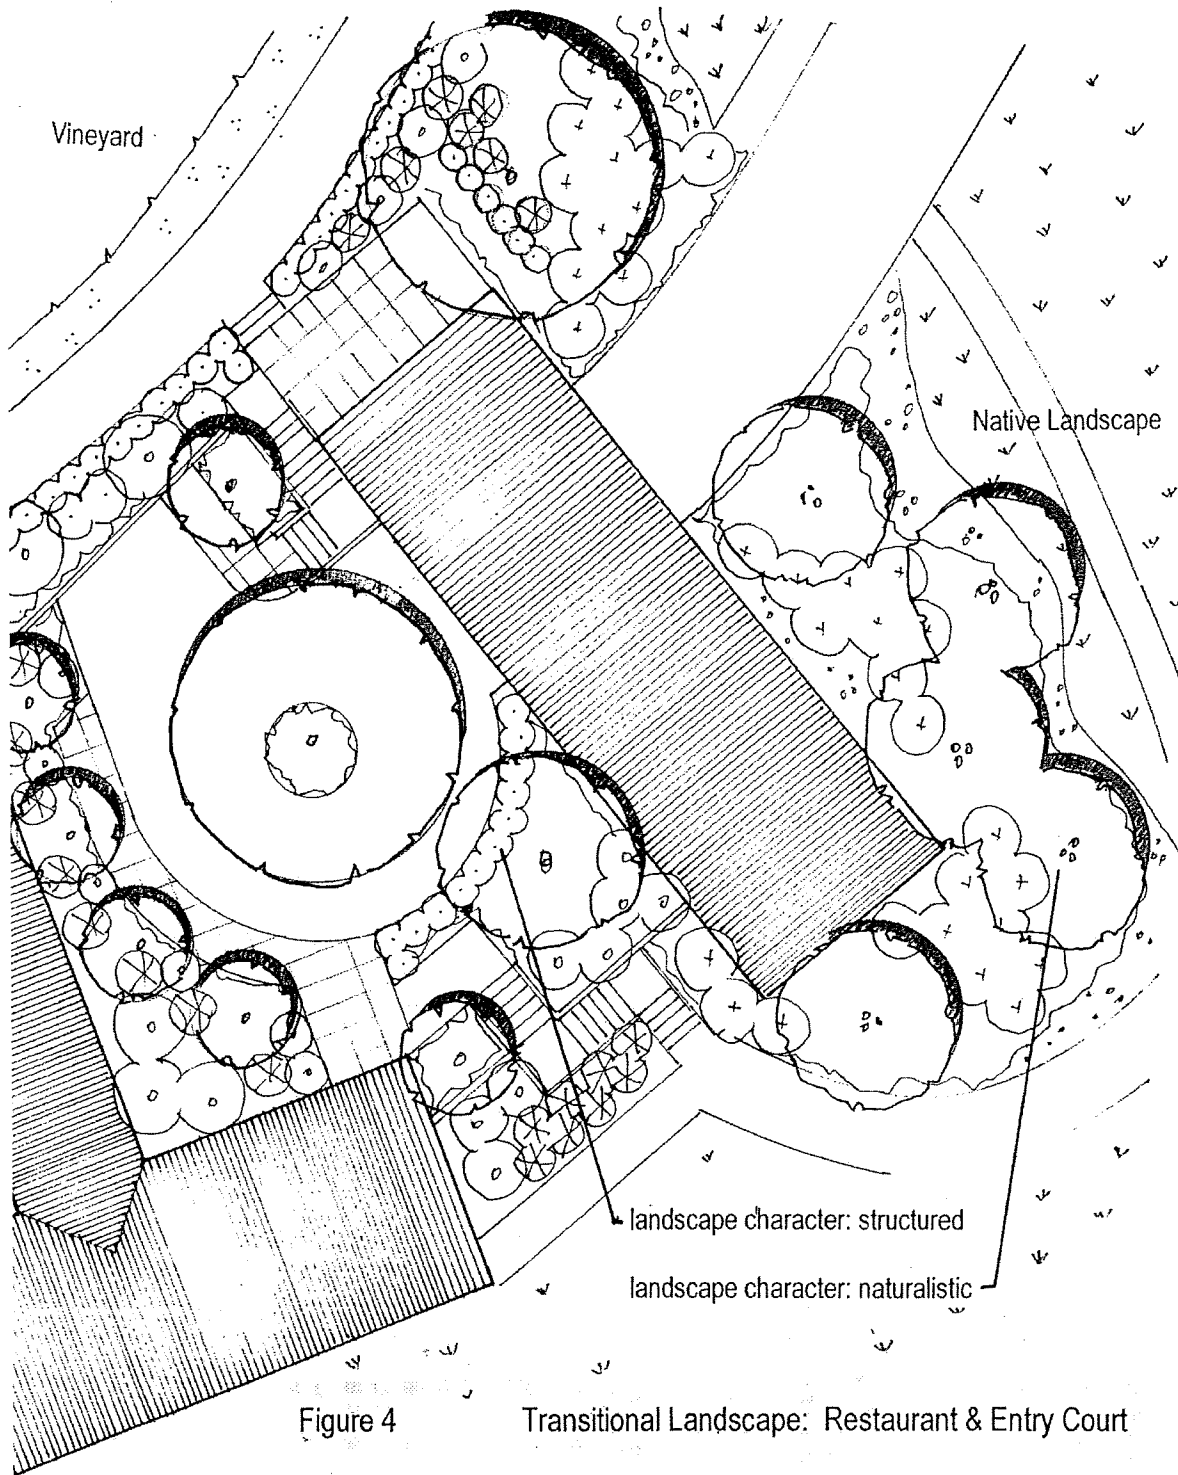 Vineyard
Native Landscape
landscape character: structured
landscape character: naturalistic
Figure 4
Transitional Landscape: Restaurant & Entry Court